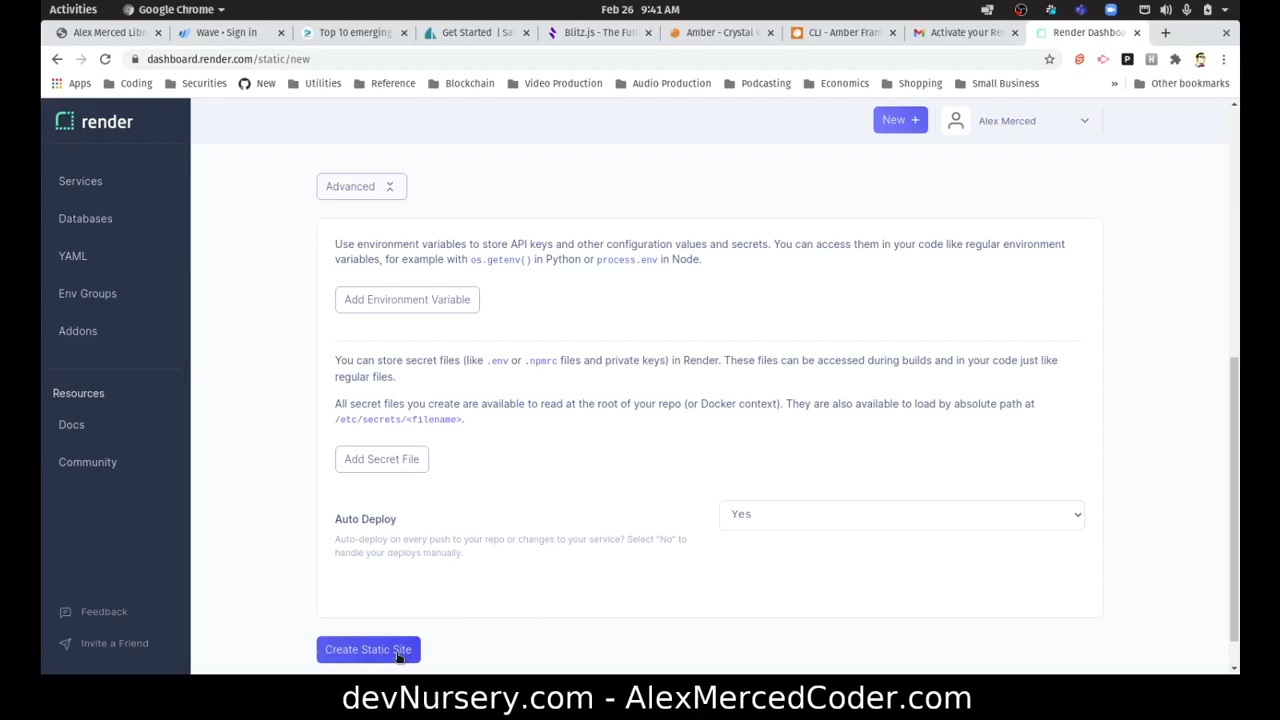 Activities
Google Chrome
Feb 26 9:41 AM
Alex Merced Lib
Wave • Sign in
Top 10 emerging
Get Started | Sai
Blitz.js - The Full
Amber - Crystal W
CLI - Amber Fram
Activate your Ren
Render Dashboa
dashboard.render.com/static/new
Apps
Coding
Securities
New
Utilities
Reference
Blockchain
Video Production
Audio Production
Podcasting
Economics
Shopping
Small Business
»
Other bookmarks
render
New +
Alex Merced
Services
Databases
YAML
Env Groups
Addons
Resources
Docs
Community
Feedback
Invite a Friend
Advanced
Use environment variables to store API keys and other configuration values and secrets. You can access them in your code like regular environment
variables, for example with os.getenv() in Python or process.env in Node.
Add Environment Variable
You can store secret files (like .env or .npmrc files and private keys) in Render. These files can be accessed during builds and in your code just like
regular files.
All secret files you create are available to read at the root of your repo (or Docker context). They are also available to load by absolute path at
/etc/secrets/<filename>.
Add Secret File
Auto Deploy
Auto-deploy on every push to your repo or changes to your service? Select "No" to
handle your deploys manually.
Yes
Create Static Site
devNursery.com - AlexMercedCoder.com